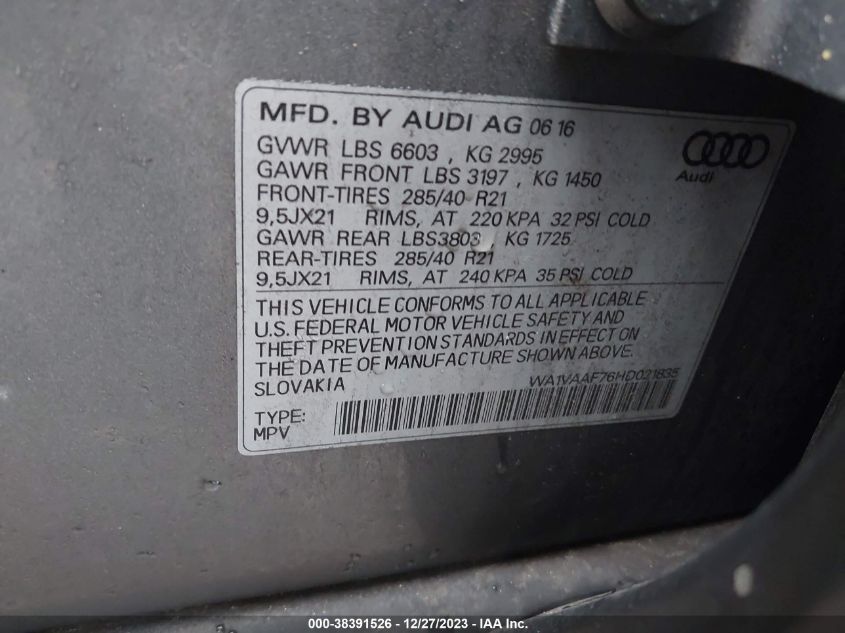 MFD. BY AUDI AG 06 16
GVWR LBS 6603 , KG 2995
GAWR FRONT LBS 3197 , KG 1450
FRONT-TIRES 285/40 R21
9,5JX21 RIMS, AT 220 KPA 32 PSI COLD
GAWR REAR LBS3803 , KG 1725
REAR-TIRES 285/40 R21
9,5JX21 RIMS, AT 240 KPA 35 PSI COLD
Audi
THIS VEHICLE CONFORMS TO ALL APPLICABLE
U.S. FEDERAL MOTOR VEHICLE SAFETY AND
THEFT PREVENTION STANDARDS IN EFFECT ON
THE DATE OF MANUFACTURE SHOWN ABOVE.
SLOVAKIA WA1VAAF76HD021835
TYPE:
MPV
000-38391526 - 12/27/2023 - Copyright IAA, Inc.